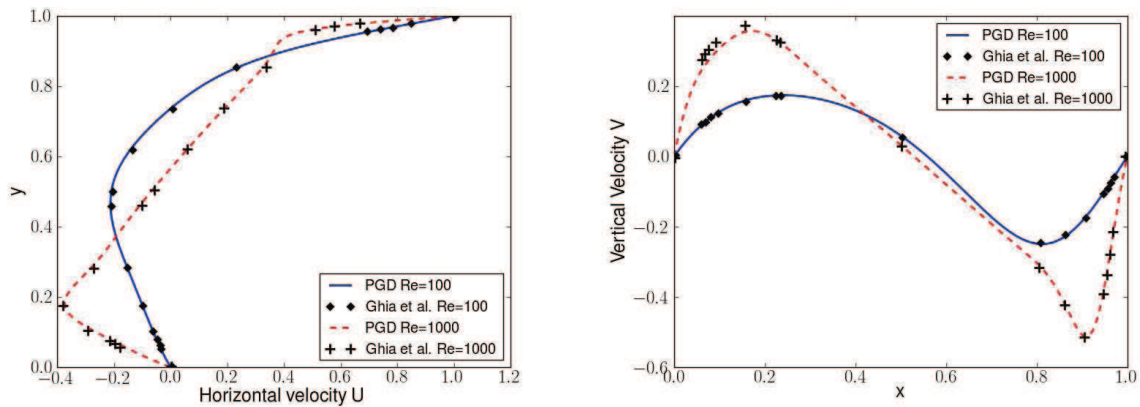 1.0
0.8
0.6
0.4
0.2
0.0
y
−0.4
−0.2
0.0
0.2
0.4
0.6
0.8
1.0
1.2
Horizontal velocity U
PGD Re=100
Ghia et al. Re=100
PGD Re=1000
Ghia et al. Re=1000
0.2
0.0
−0.2
−0.4
−0.6
Vertical Velocity V
0.0
0.2
0.4
0.6
0.8
1.0
x
PGD Re=100
Ghia et al. Re=100
PGD Re=1000
Ghia et al. Re=1000